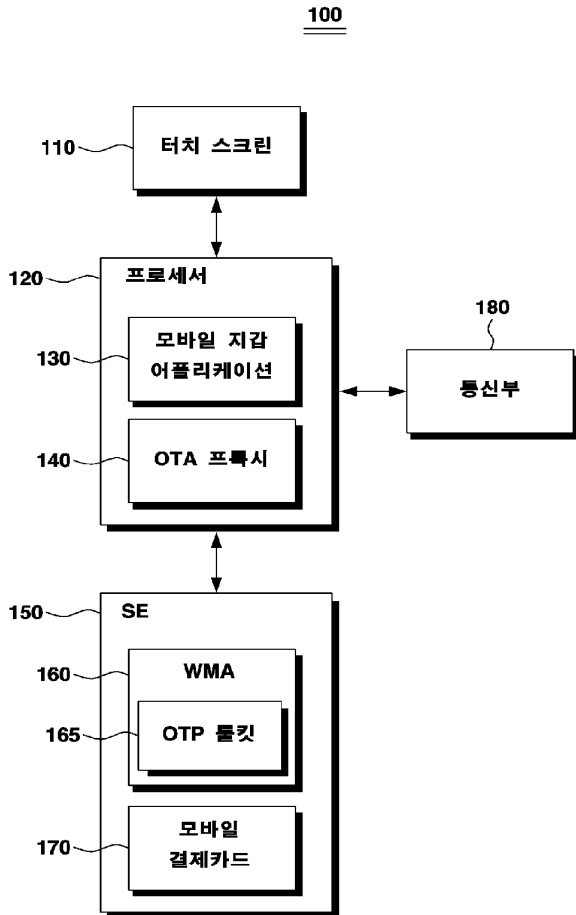 100
110
터치 스크린
120
프로세서
130
모바일 지갑
어플리케이션
140
OTA 프록시
180
통신부
150
SE
160
WMA
165
OTP 툴킷
170
모바일
결제카드